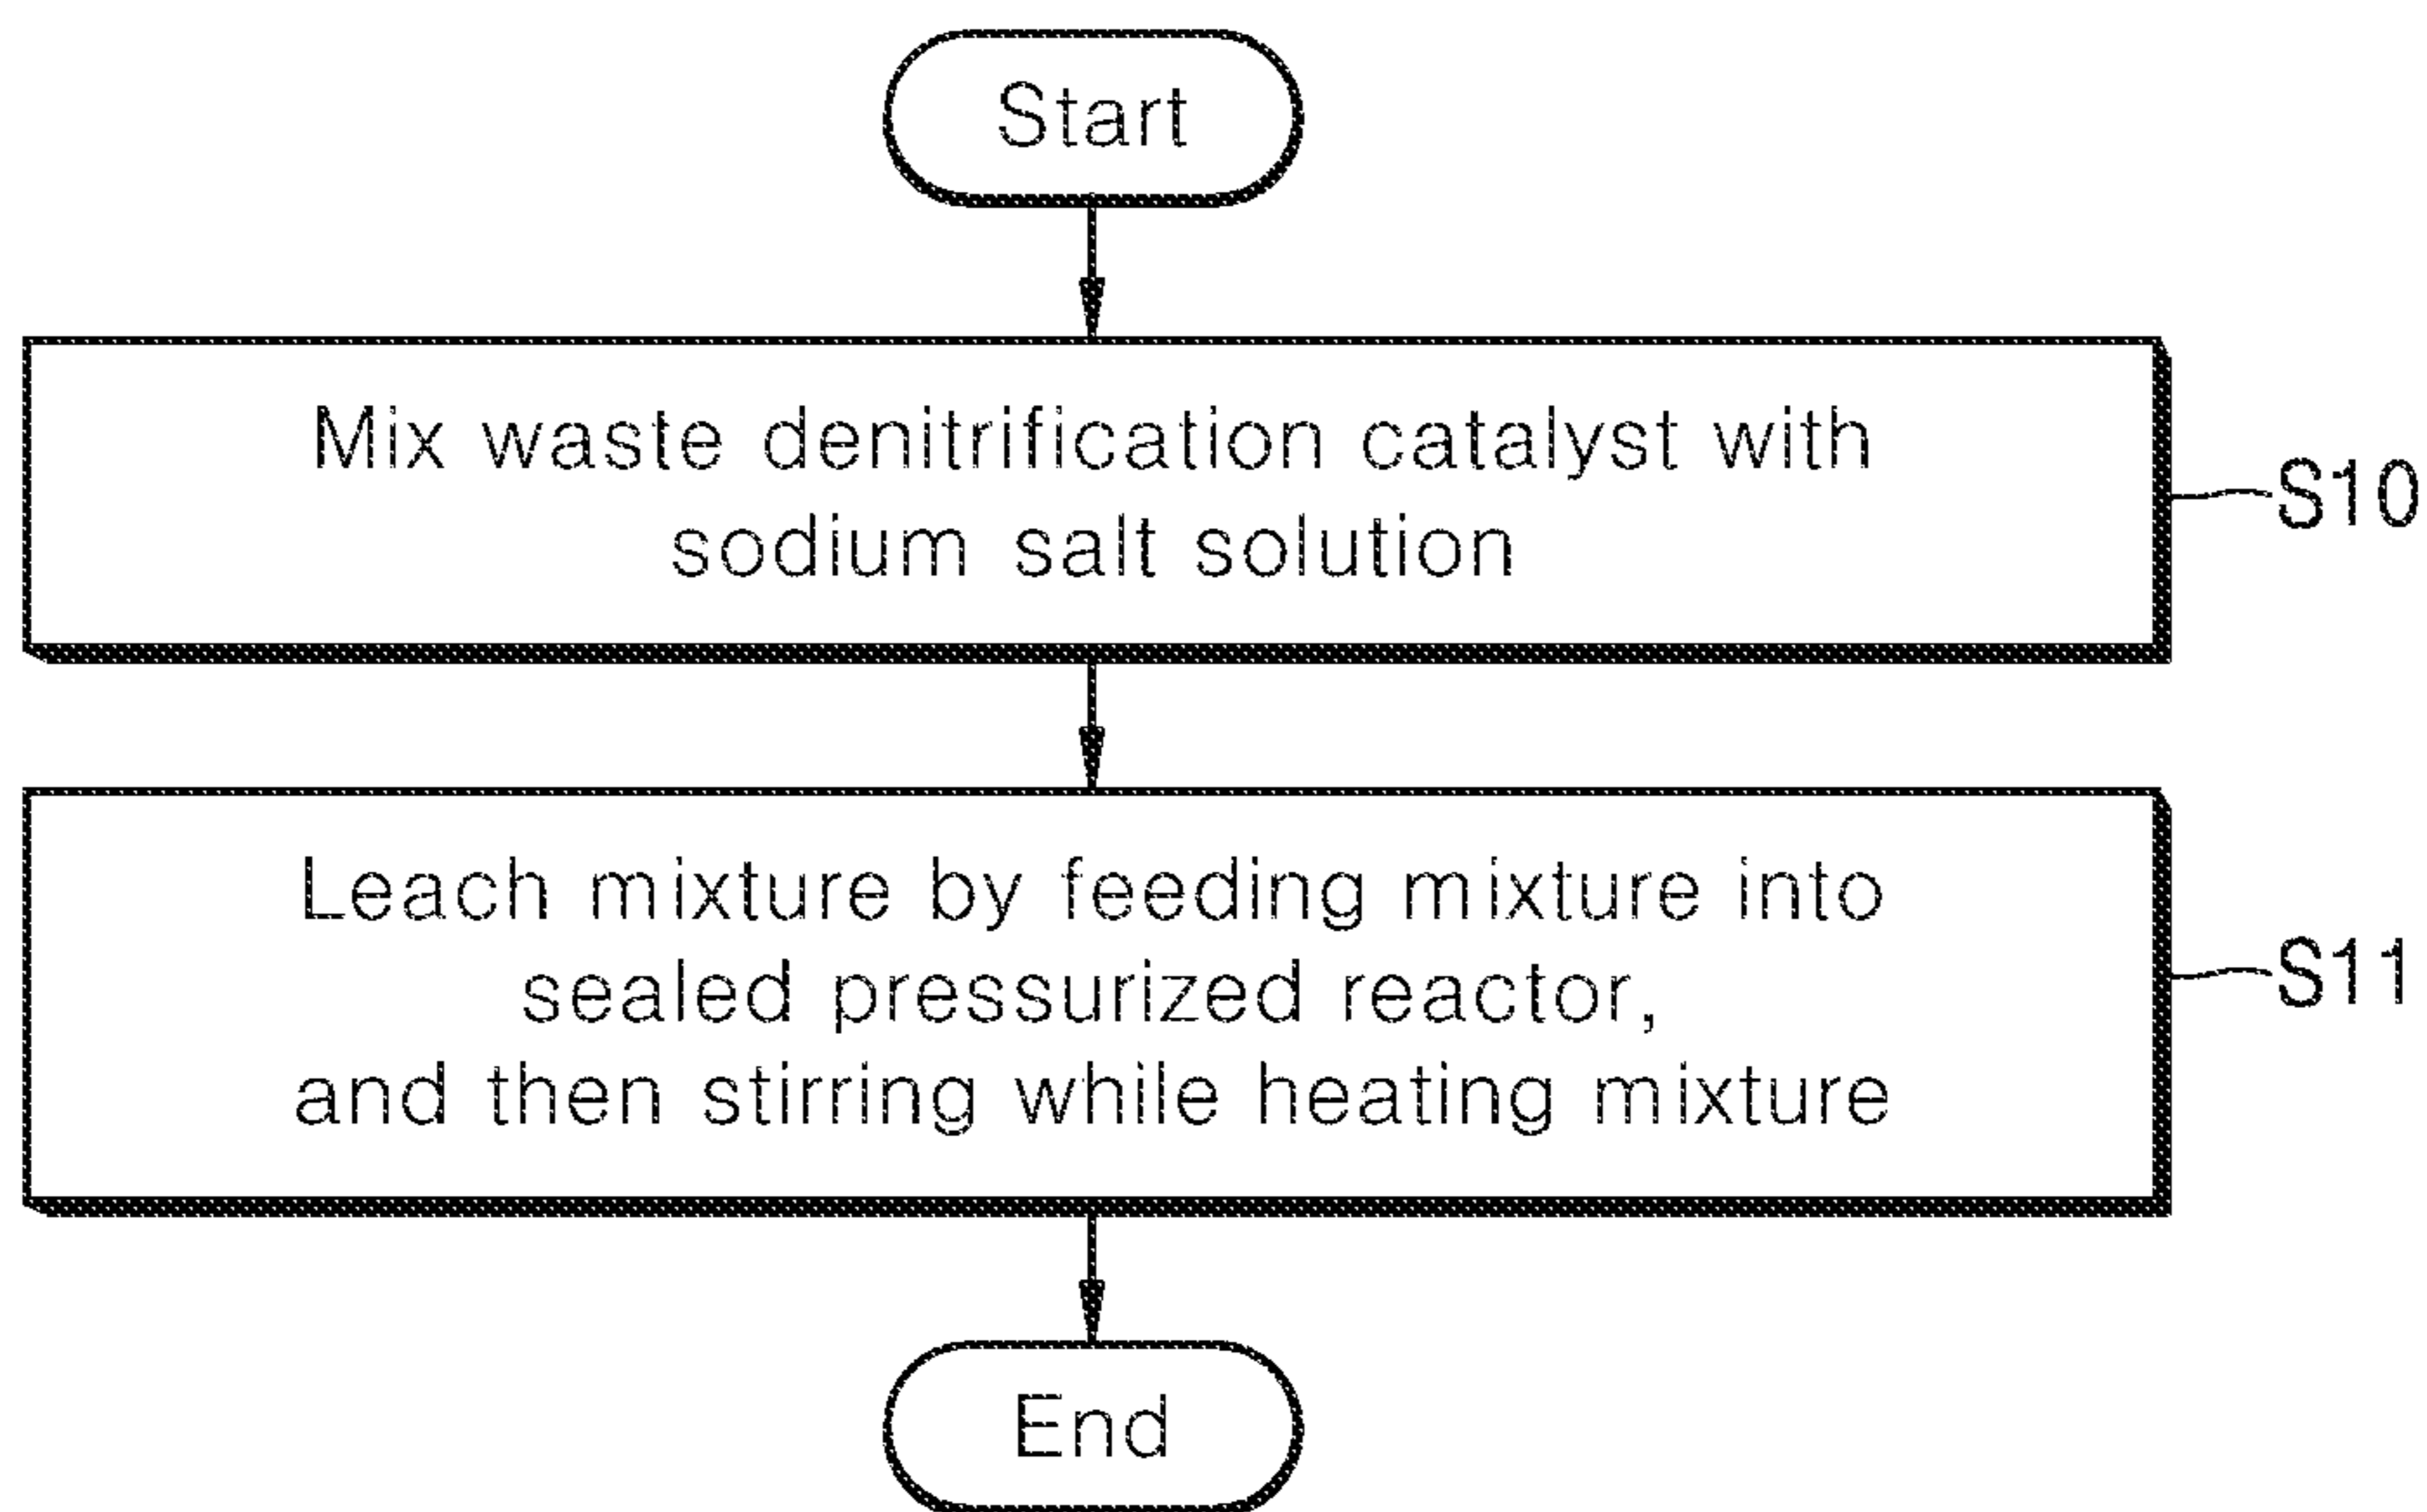 Start
Mix waste denitrification catalyst with
sodium salt solution
S10
Leach mixture by feeding mixture into
sealed pressurized reactor,
and then stirring while heating mixture
S11
End